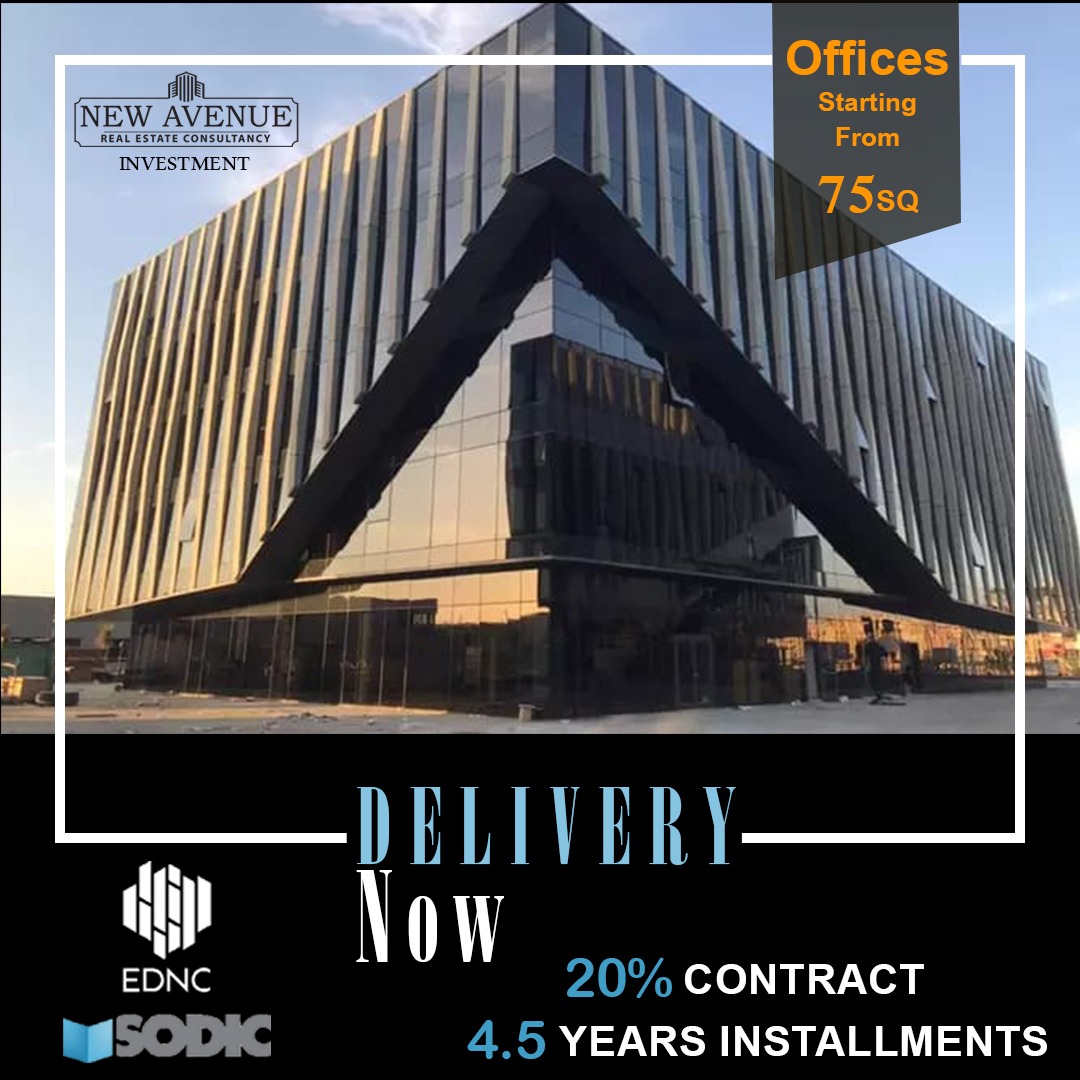 NEW AVENUE
REAL ESTATE CONSULTANCY
INVESTMENT
Offices
Starting
From
75SQ
DELIVERY
Now
EDNC
SODIC
20% CONTRACT
4.5 YEARS INSTALLMENTS